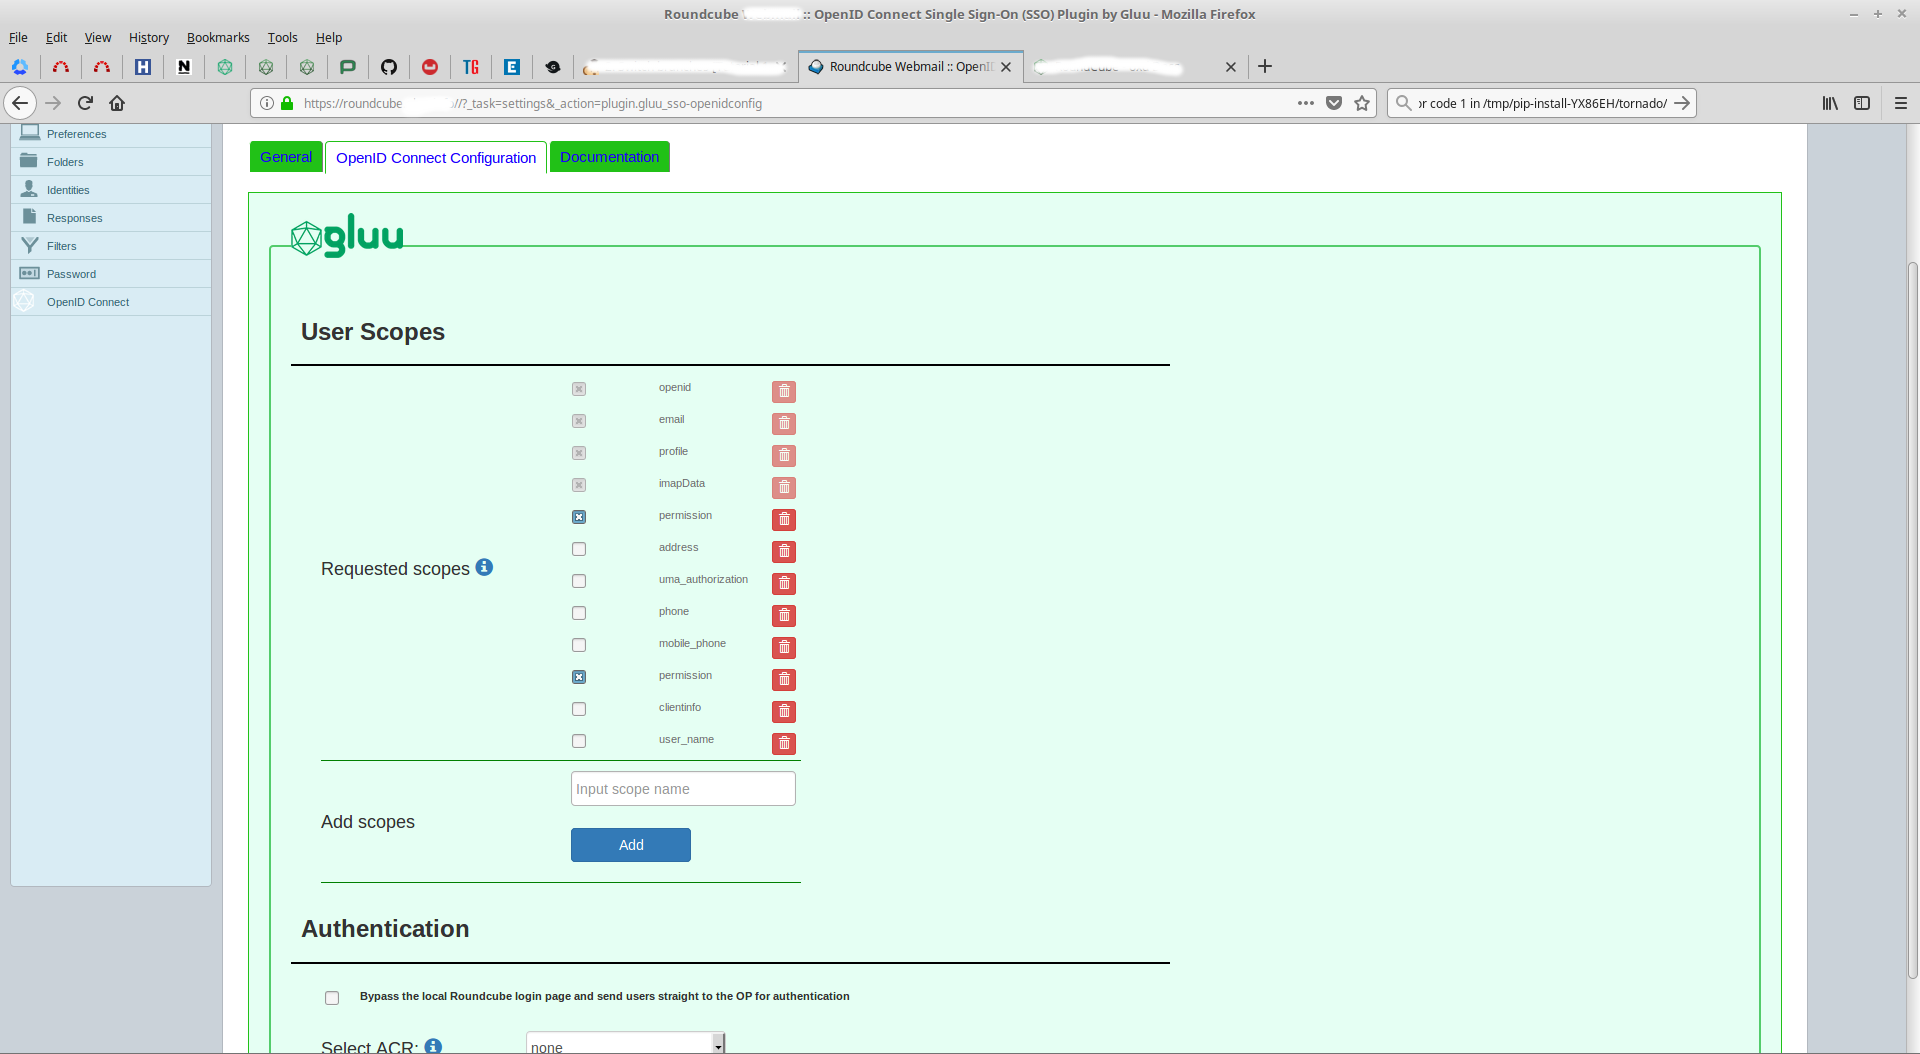 Roundcube :: OpenID Connect Single Sign-On (SSO) Plugin by Gluu - Mozilla Firefox
File Edit View History Bookmarks Tools Help
H N TG E Roundcube Webmail :: OpenI
https://roundcube //?_task=settings&_action=plugin.gluu_sso-openidconfig
or code 1 in /tmp/pip-install-YX86EH/tornado/
Preferences
Folders
Identities
Responses
Filters
Password
OpenID Connect
General OpenID Connect Configuration Documentation
gluu
User Scopes
Requested scopes
openid
email
profile
imapData
permission
address
uma_authorization
phone
mobile_phone
permission
clientinfo
user_name
Add scopes
Input scope name
Add
Authentication
Bypass the local Roundcube login page and send users straight to the OP for authentication
Select ACR: none